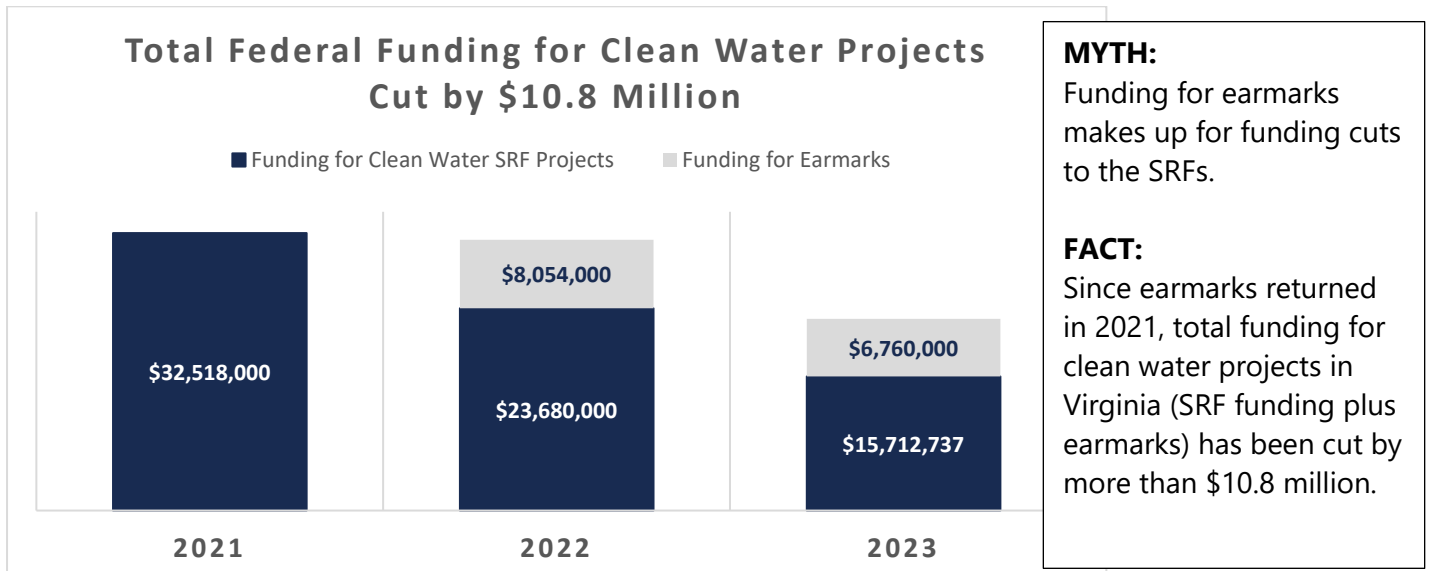 Total Federal Funding for Clean Water Projects
Cut by $10.8 Million
Funding for Clean Water SRF Projects
Funding for Earmarks
$32,518,000
$8,054,000
$23,680,000
$6,760,000
$15,712,737
2021
2022
2023
MYTH:
Funding for earmarks
makes up for funding cuts
to the SRFs.
FACT:
Since earmarks returned
in 2021, total funding for
clean water projects in
Virginia (SRF funding plus
earmarks) has been cut by
more than $10.8 million.